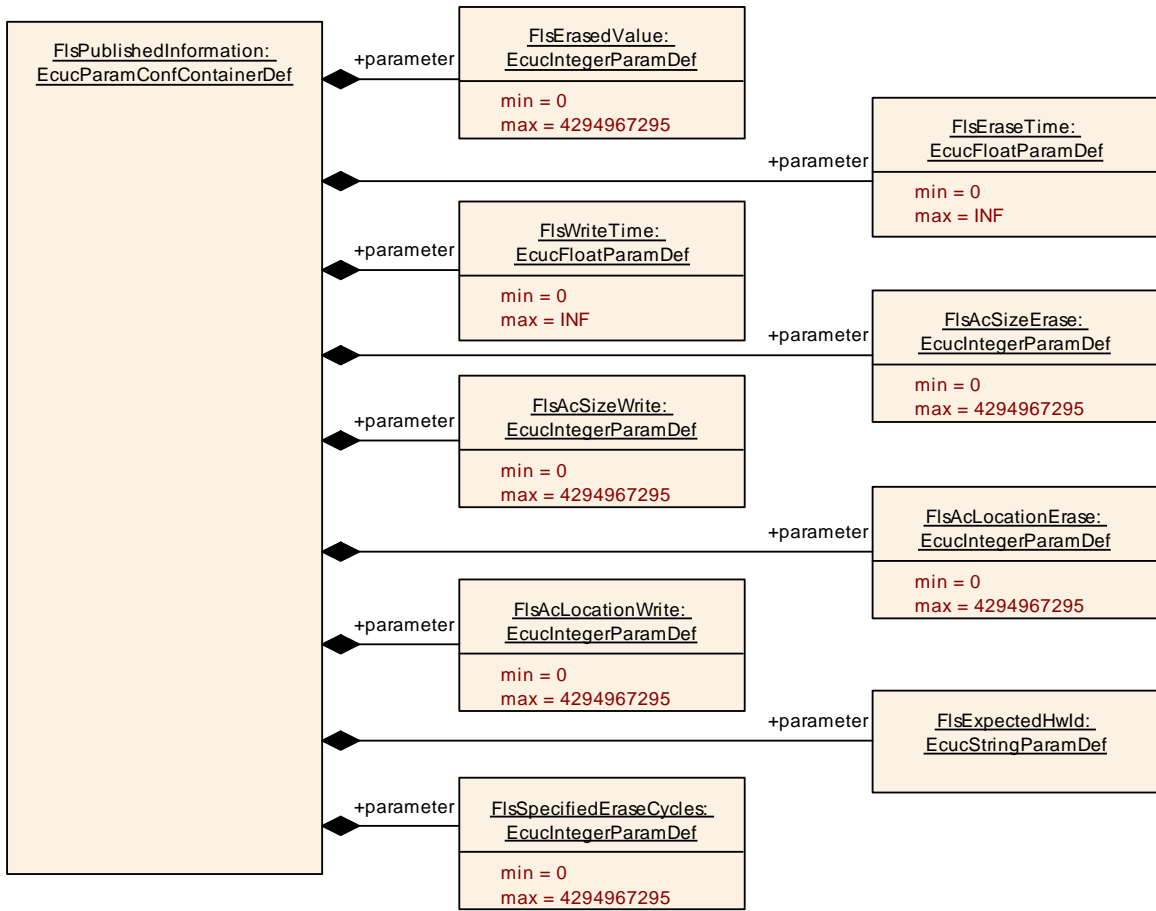 FlsPublishedInformation:
EcucParamConfContainerDef
+parameter
FlsErasedValue:
EcucIntegerParamDef
min = 0
max = 4294967295
+parameter
FlsEraseTime:
EcucFloatParamDef
min = 0
max = INF
+parameter
FlsWriteTime:
EcucFloatParamDef
min = 0
max = INF
+parameter
FlsAcSizeErase:
EcucIntegerParamDef
min = 0
max = 4294967295
+parameter
FlsAcSizeWrite:
EcucIntegerParamDef
min = 0
max = 4294967295
+parameter
FlsAcLocationErase:
EcucIntegerParamDef
min = 0
max = 4294967295
+parameter
FlsAcLocationWrite:
EcucIntegerParamDef
min = 0
max = 4294967295
+parameter
FlsExpectedHwId:
EcucStringParamDef
+parameter
FlsSpecifiedEraseCycles:
EcucIntegerParamDef
min = 0
max = 4294967295